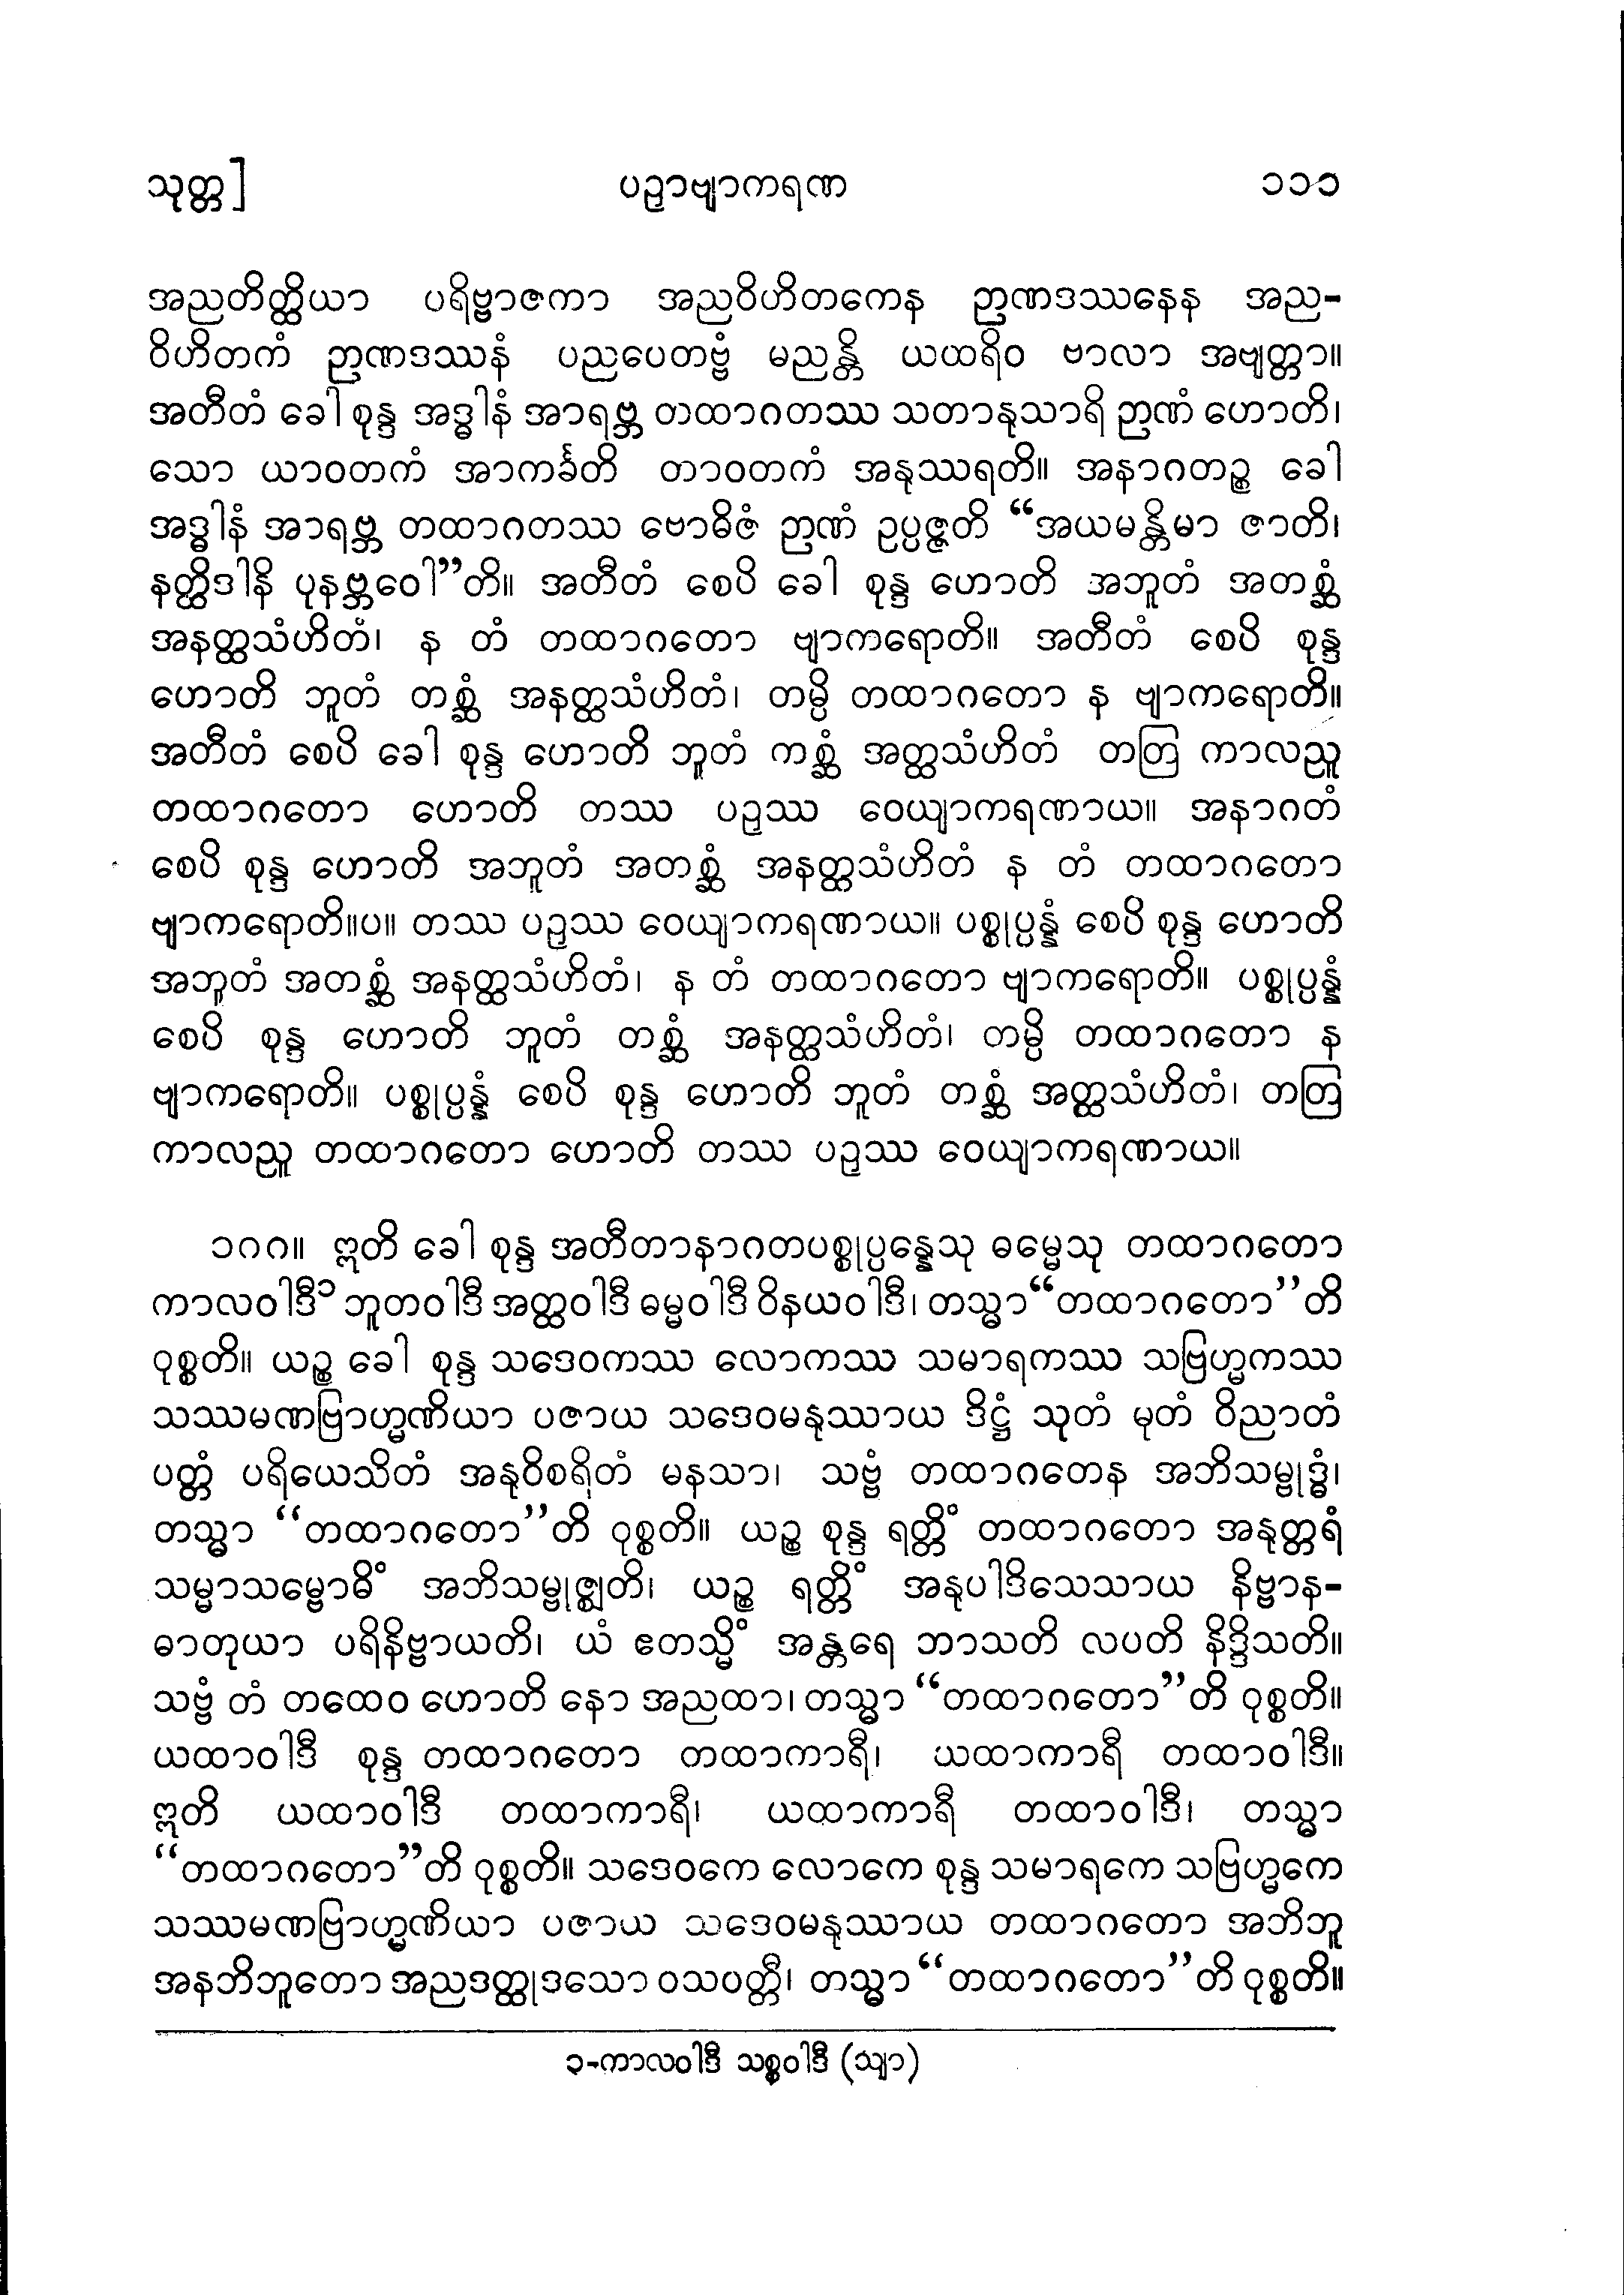 သုတ္တ] ပဉှာဗျာကရဏ ၁၁၁
အညတိတ္ထိယာ ပရိဗ္ဗာဇကာ အညဝိဟိတကေန ဉာဏဒဿနေန အည-
ဝိဟိတကံ ဉာဏဒဿနံ ပညပေတဗ္ဗံ မညန္တိ ယထရိဝ ဗာလာ အဗျတ္တာ။
အတီတံ ခေါ စုန္ဒ အဒ္ဓါနံ အာရဗ္ဘ တထာဂတဿ သတာနုသာရိ ဉာဏံ ဟောတိ၊
သော ယာဝတကံ အာကင်္ခတိ တာဝတကံ အနုဿရတိ။ အနာဂတဉ္စ ခေါ
အဒ္ဓါနံ အာရဗ္ဘ တထာဂတဿ ဗောဓိဇံ ဉာဏံ ဥပ္ပဇ္ဇတိ “အယမန္တိမာ ဇာတိ၊
နတ္ထိဒါနိ ပုနဗ္ဘဝေါ”တိ။ အတီတံ စေပိ ခေါ စုန္ဒ ဟောတိ အဘူတံ အတစ္ဆံ
အနတ္ထသံဟိတံ၊ န တံ တထာဂတော ဗျာကရောတိ။ အတီတံ စေပိ စုန္ဒ
ဟောတိ ဘူတံ တစ္ဆံ အနတ္ထသံဟိတံ၊ တမ္ပိ တထာဂတော န ဗျာကရောတိ။
အတီတံ စေပိ ခေါ စုန္ဒ ဟောတိ ဘူတံ ကစ္ဆံ အတ္ထသံဟိတံ တတြ ကာလညူ
တထာဂတော ဟောတိ တဿ ပဉှဿ ဝေယျာကရဏာယ။ အနာဂတံ
စေပိ စုန္ဒ ဟောတိ အဘူတံ အတစ္ဆံ အနတ္ထသံဟိတံ န တံ တထာဂတော
ဗျာကရောတိ။ပ။ တဿ ပဉှဿ ဝေယျာကရဏာယ။ ပစ္စုပ္ပန္နံ စေပိ စုန္ဒ ဟောတိ
အဘူတံ အတစ္ဆံ အနတ္ထသံဟိတံ၊ န တံ တထာဂတော ဗျာကရောတိ။ ပစ္စုပ္ပန္နံ
စေပိ စုန္ဒ ဟောတိ ဘူတံ တစ္ဆံ အနတ္ထသံဟိတံ၊ တမ္ပိ တထာဂတော န
ဗျာကရောတိ။ ပစ္စုပ္ပန္နံ စေပိ စုန္ဒ ဟောတိ ဘူတံ တစ္ဆံ အတ္ထသံဟိတံ၊ တတြ
ကာလညူ တထာဂတော ဟောတိ တဿ ပဉှဿ ဝေယျာကရဏာယ။
၁၈၈။ ဣတိ ခေါ စုန္ဒ အတီတာနာဂတပစ္စုပ္ပန္နေသု ဓမ္မေသု တထာဂတော
ကာလဝါဒီ၁ ဘူတဝါဒီ အတ္ထဝါဒီ ဓမ္မဝါဒီ ဝိနယဝါဒီ၊ တသ္မာ“တထာဂတော”တိ
ဝုစ္စတိ။ ယဉ္စ ခေါ စုန္ဒ သဒေဝကဿ လောကဿ သမာရကဿ သဗြဟ္မကဿ
သဿမဏဗြာဟ္မဏိယာ ပဇာယ သဒေဝမနုဿာယ ဒိဋ္ဌံ သုတံ မုတံ ဝိညာတံ
ပတ္တံ ပရိယေသိတံ အနုဝိစရိတံ မနသာ၊ သဗ္ဗံ တထာဂတေန အဘိသမ္ဗုဒ္ဓံ၊
တသ္မာ “တထာဂတော”တိ ဝုစ္စတိ။ ယဉ္စ စုန္ဒ ရတ္တိံ တထာဂတော အနုတ္တရံ
သမ္မာသမ္ဗောဓိံ အဘိသမ္ဗုဇ္ဈတိ၊ ယဉ္စ ရတ္တိံ အနုပါဒိသေသာယ နိဗ္ဗာန-
ဓာတုယာ ပရိနိဗ္ဗာယတိ၊ ယံ ဧတသ္မိံ အန္တရေ ဘာသတိ လပတိ နိဒ္ဒိသတိ။
သဗ္ဗံ တံ တထေဝ ဟောတိ နော အညထာ၊ တသ္မာ “တထာဂတော”တိ ဝုစ္စတိ။
ယထာဝါဒီ စုန္ဒ တထာဂတော တထာကာရီ၊ ယထာကာရီ တထာဝါဒီ။
ဣတိ ယထာဝါဒီ တထာကာရီ၊ ယထာကာရီ တထာဝါဒီ၊ တသ္မာ
“တထာဂတော”တိ ဝုစ္စတိ။ သဒေဝကေ လောကေ စုန္ဒ သမာရကေ သဗြဟ္မကေ
သဿမဏဗြာဟ္မဏိယာ ပဇာယ သဒေဝမနုဿာယ တထာဂတော အဘိဘူ
အနဘိဘူတော အညဒတ္ထုဒသော ဝသဝတ္တီ၊ တသ္မာ “တထာဂတော”တိ ဝုစ္စတိ။
၁-ကာလဝါဒီ သစ္စဝါဒီ (သျာ)